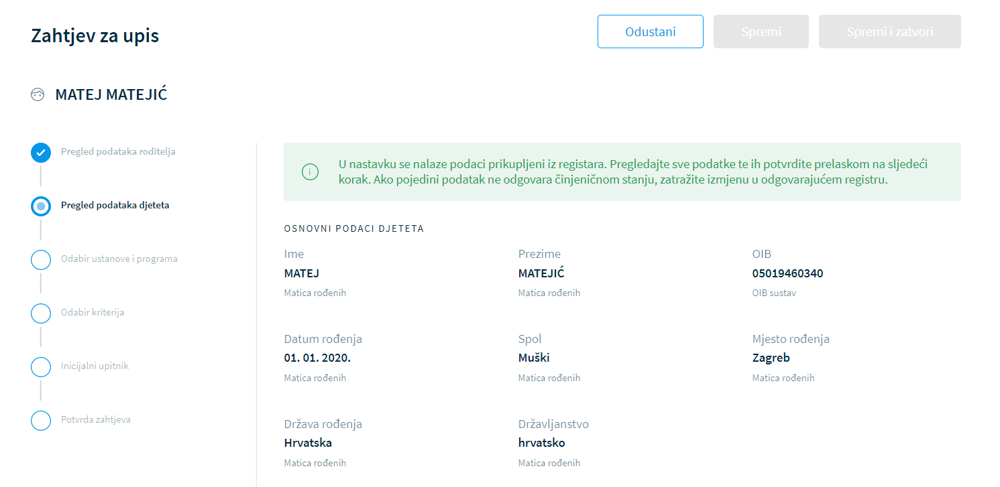 Zahtjev za upis
Odustani
Spremi
Spremi i zatvori
MATEJ MATEJIĆ
Pregled podataka roditelja
Pregled podataka djeteta
Odabir ustanove i programa
Odabir kriterija
Inicijalni upitnik
Potvrda zahtjeva
U nastavku se nalaze podaci prikupljeni iz registara. Pregledajte sve podatke te ih potvrdite prelaskom na sljedeći
korak. Ako pojedini podatak ne odgovara činjeničnom stanju, zatražite izmjenu u odgovarajućem registru.
OSNOVNI PODACI DJETETA
Ime
MATEJ
Matica rođenih
Prezime
MATEJIĆ
Matica rođenih
OIB
05019460340
OIB sustav
Datum rođenja
01. 01. 2020.
Matica rođenih
Spol
Muški
Matica rođenih
Mjesto rođenja
Zagreb
Matica rođenih
Država rođenja
Hrvatska
Matica rođenih
Državljanstvo
hrvatsko
Matica rođenih